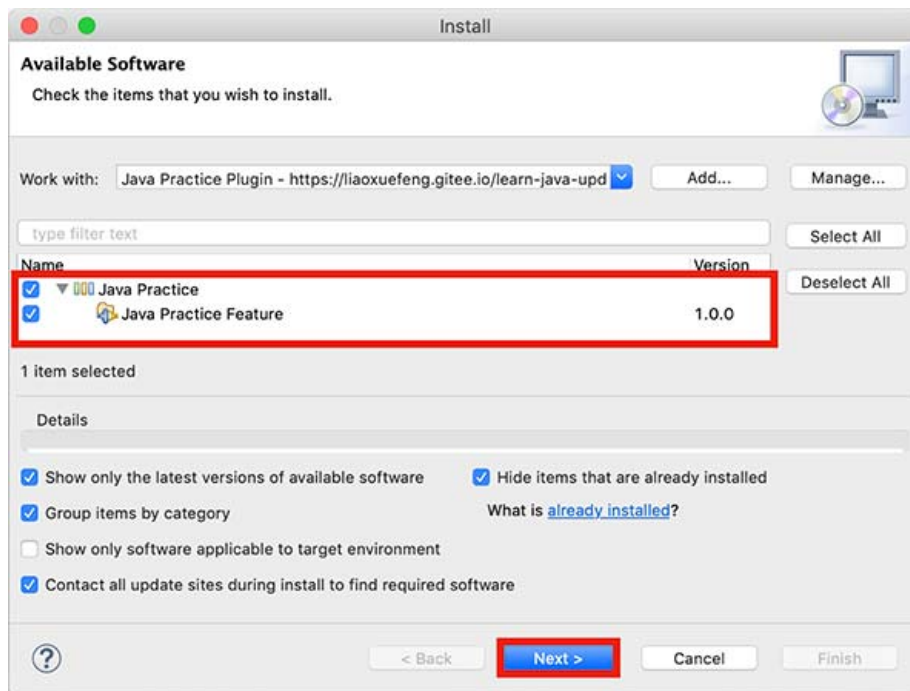 Install
Available Software
Check the items that you wish to install.
Work with: Java Practice Plugin - https://liaoxuefeng.gitee.io/learn-java-upd Add... Manage...
type filter text Select All
Name Version
Deselect All
Java Practice
Java Practice Feature 1.0.0
1 item selected
Details
Show only the latest versions of available software Hide items that are already installed
Group items by category What is already installed?
Show only software applicable to target environment
Contact all update sites during install to find required software
? < Back Next > Cancel Finish